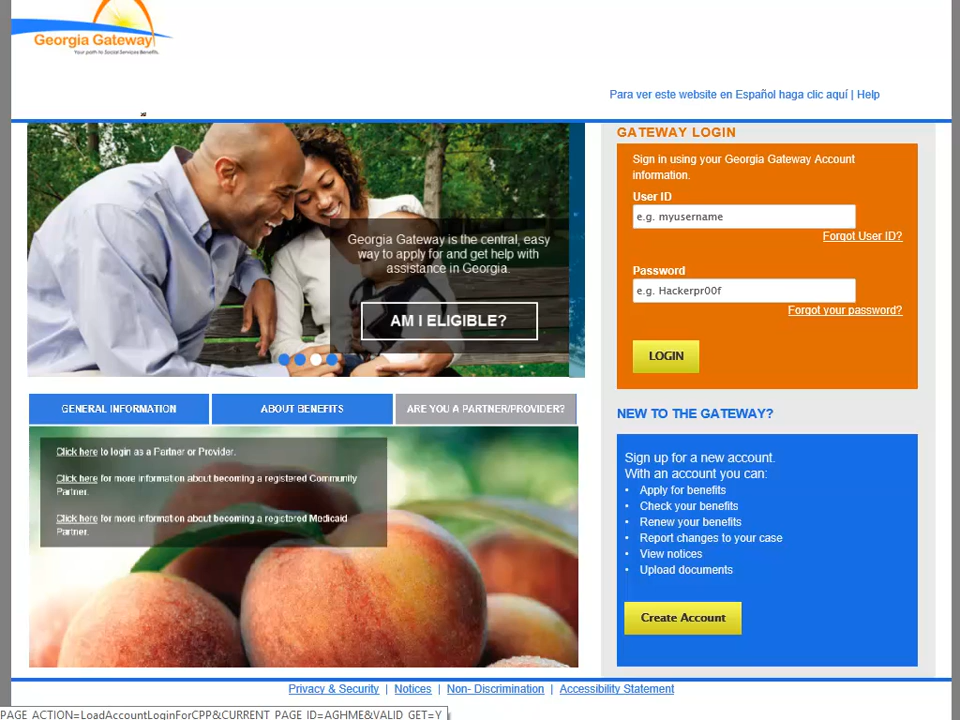 Georgia Gateway
Your path to Social Services Benefits.
Para ver este website en Español haga clic aquí | Help
Georgia Gateway is the central, easy
way to apply for and get help with
assistance in Georgia.
AM I ELIGIBLE?
GATEWAY LOGIN
Sign in using your Georgia Gateway Account
information.
User ID
e.g. myusername
Forgot User ID?
Password
e.g. Hackerpr00f
Forgot your password?
LOGIN
GENERAL INFORMATION
ABOUT BENEFITS
ARE YOU A PARTNER/PROVIDER?
Click here to login as a Partner or Provider.
Click here for more information about becoming a registered Community
Partner.
Click here for more information about becoming a registered Medicaid
Partner.
NEW TO THE GATEWAY?
Sign up for a new account.
With an account you can:
• Apply for benefits
• Check your benefits
• Renew your benefits
• Report changes to your case
• View notices
• Upload documents
Create Account
Privacy & Security | Notices | Non- Discrimination | Accessibility Statement
PAGE_ACTION=LoadAccountLoginForCPP&CURRENT_PAGE_ID=AGHME&VALID_GET=Y